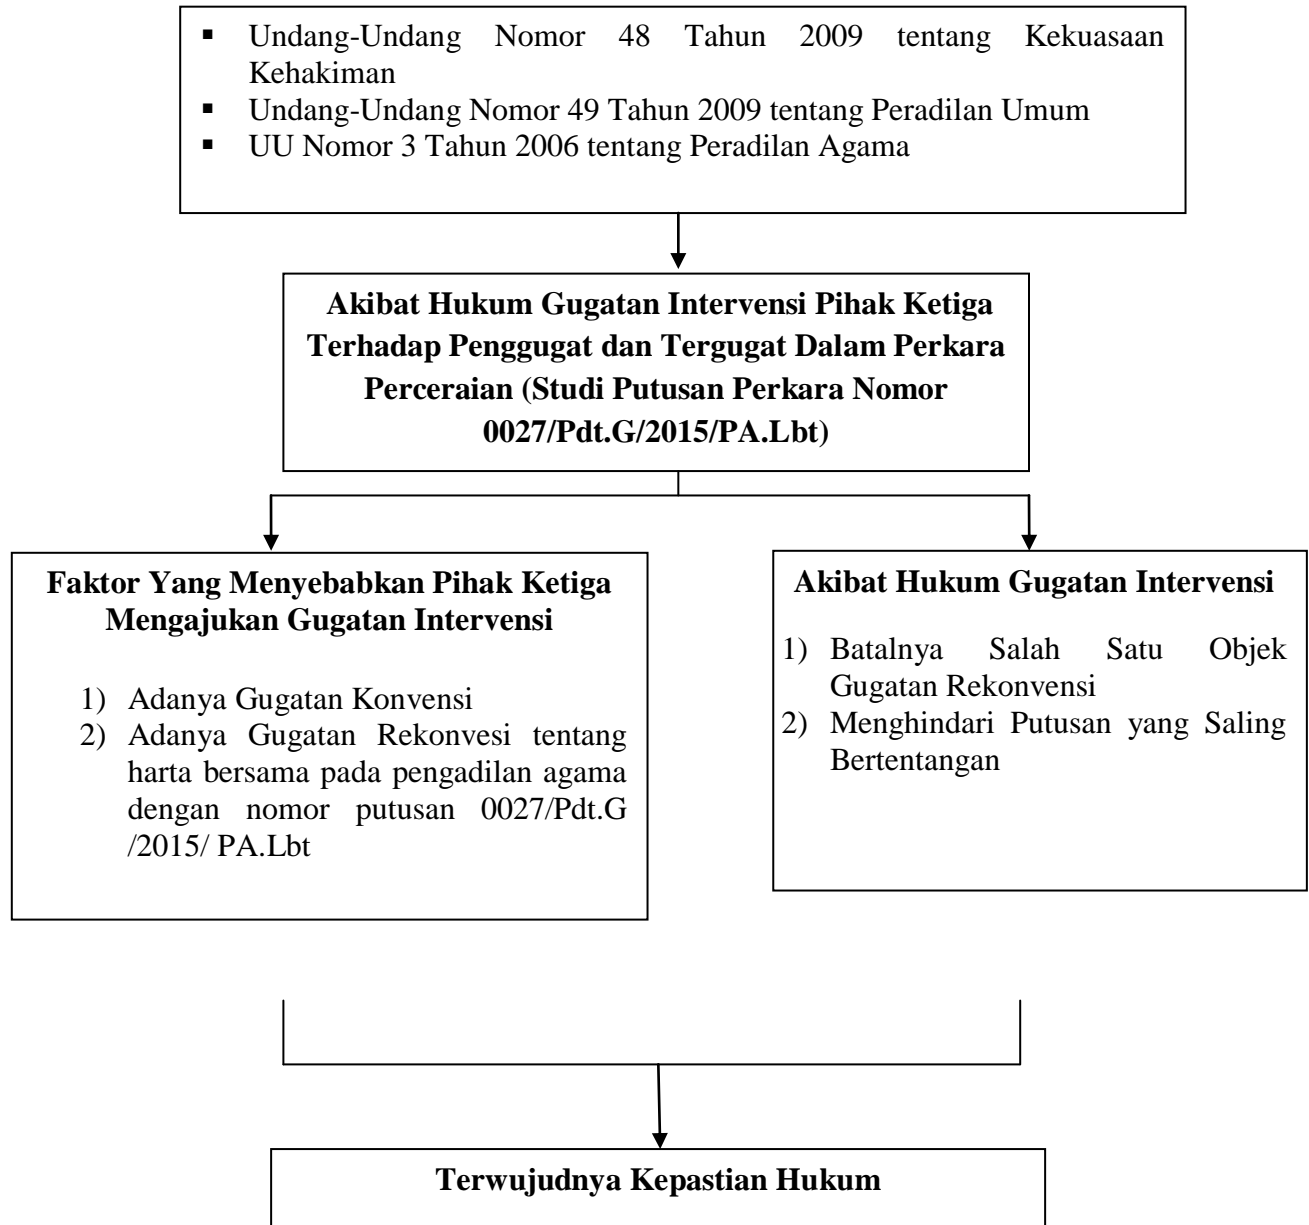 ▪ Undang-Undang Nomor 48 Tahun 2009 tentang Kekuasaan
Kehakiman
▪ Undang-Undang Nomor 49 Tahun 2009 tentang Peradilan Umum
▪ UU Nomor 3 Tahun 2006 tentang Peradilan Agama
Akibat Hukum Gugatan Intervensi Pihak Ketiga
Terhadap Penggugat dan Tergugat Dalam Perkara
Perceraian (Studi Putusan Perkara Nomor
0027/Pdt.G/2015/PA.Lbt)
Faktor Yang Menyebabkan Pihak Ketiga
Mengajukan Gugatan Intervensi
1) Adanya Gugatan Konvensi
2) Adanya Gugatan Rekonvesi tentang
harta bersama pada pengadilan agama
dengan nomor putusan 0027/Pdt.G
/2015/ PA.Lbt
Akibat Hukum Gugatan Intervensi
1) Batalnya Salah Satu Objek
Gugatan Rekonvensi
2) Menghindari Putusan yang Saling
Bertentangan
Terwujudnya Kepastian Hukum